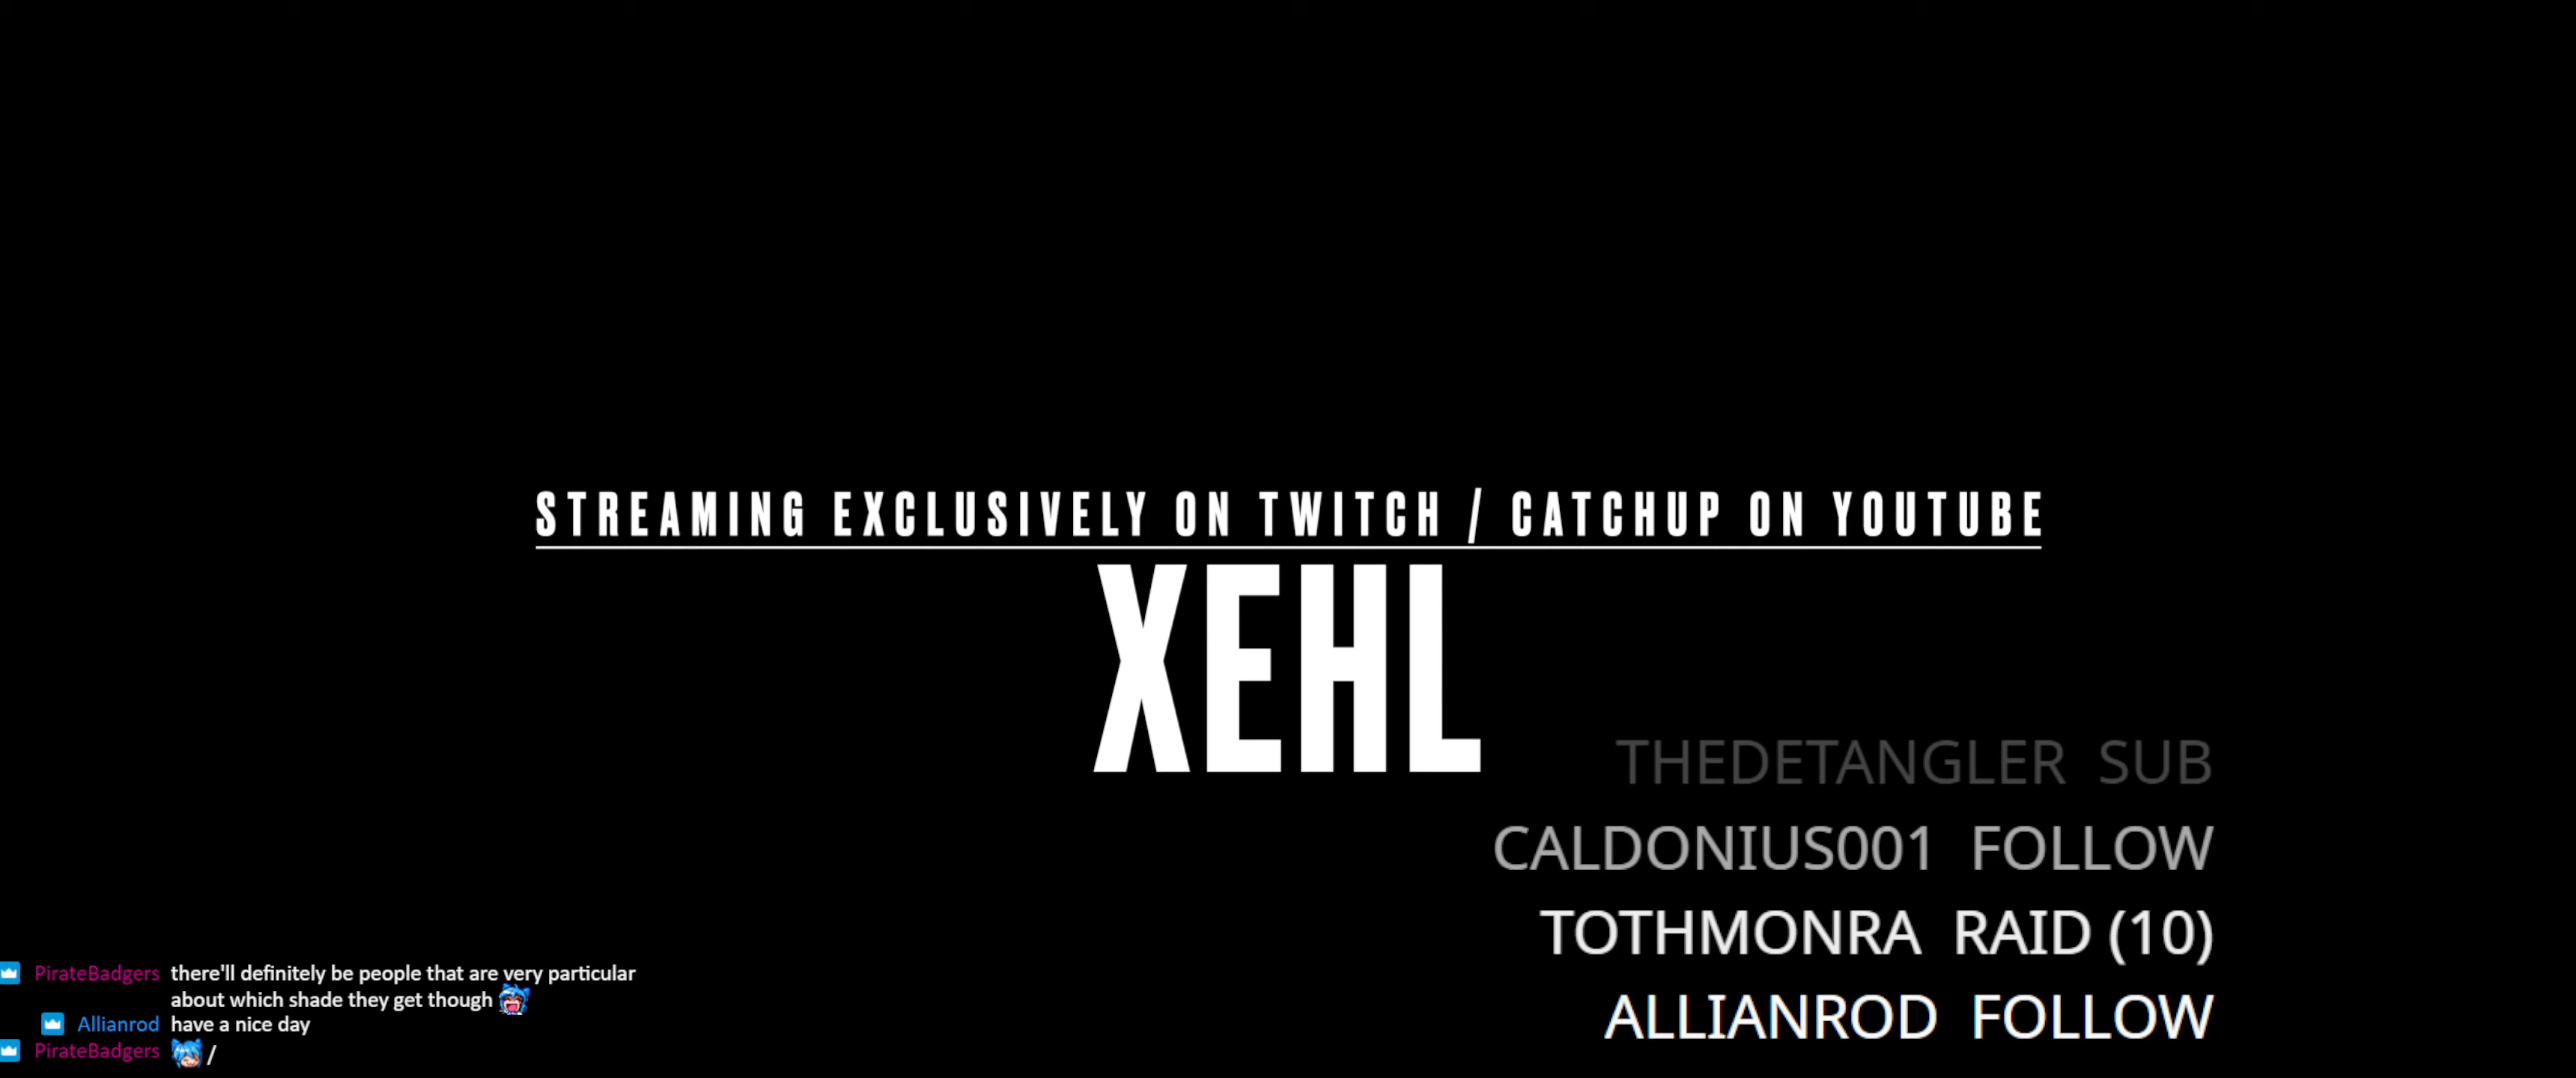 STREAMING EXCLUSIVELY ON TWITCH / CATCHUP ON YOUTUBE
XEHL
THEDETANGLER SUB
CALDONIUS001 FOLLOW
TOTHMONRA RAID (10)
ALLIANROD FOLLOW
PirateBadgers there'll definitely be people that are very particular
about which shade they get though
Allianrod have a nice day
PirateBadgers /